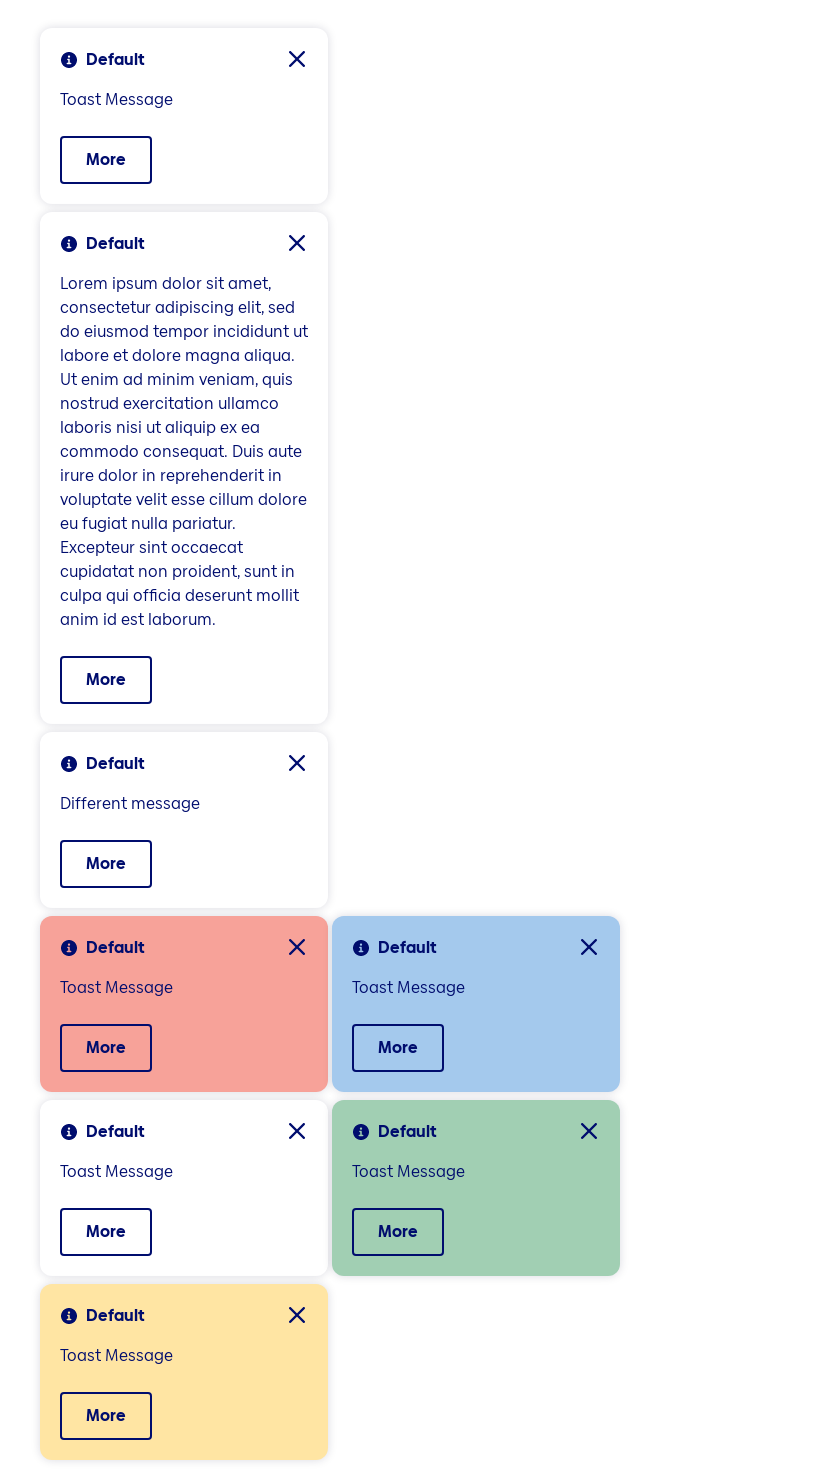 Default
Toast Message
More
Default
Lorem ipsum dolor sit amet,
consectetur adipiscing elit, sed
do eiusmod tempor incididunt ut
labore et dolore magna aliqua.
Ut enim ad minim veniam, quis
nostrud exercitation ullamco
laboris nisi ut aliquip ex ea
commodo consequat. Duis aute
irure dolor in reprehenderit in
voluptate velit esse cillum dolore
eu fugiat nulla pariatur.
Excepteur sint occaecat
cupidatat non proident, sunt in
culpa qui officia deserunt mollit
anim id est laborum.
More
Default
Different message
More
Default
Toast Message
More
Default
Toast Message
More
Default
Toast Message
More
Default
Toast Message
More
Default
Toast Message
More